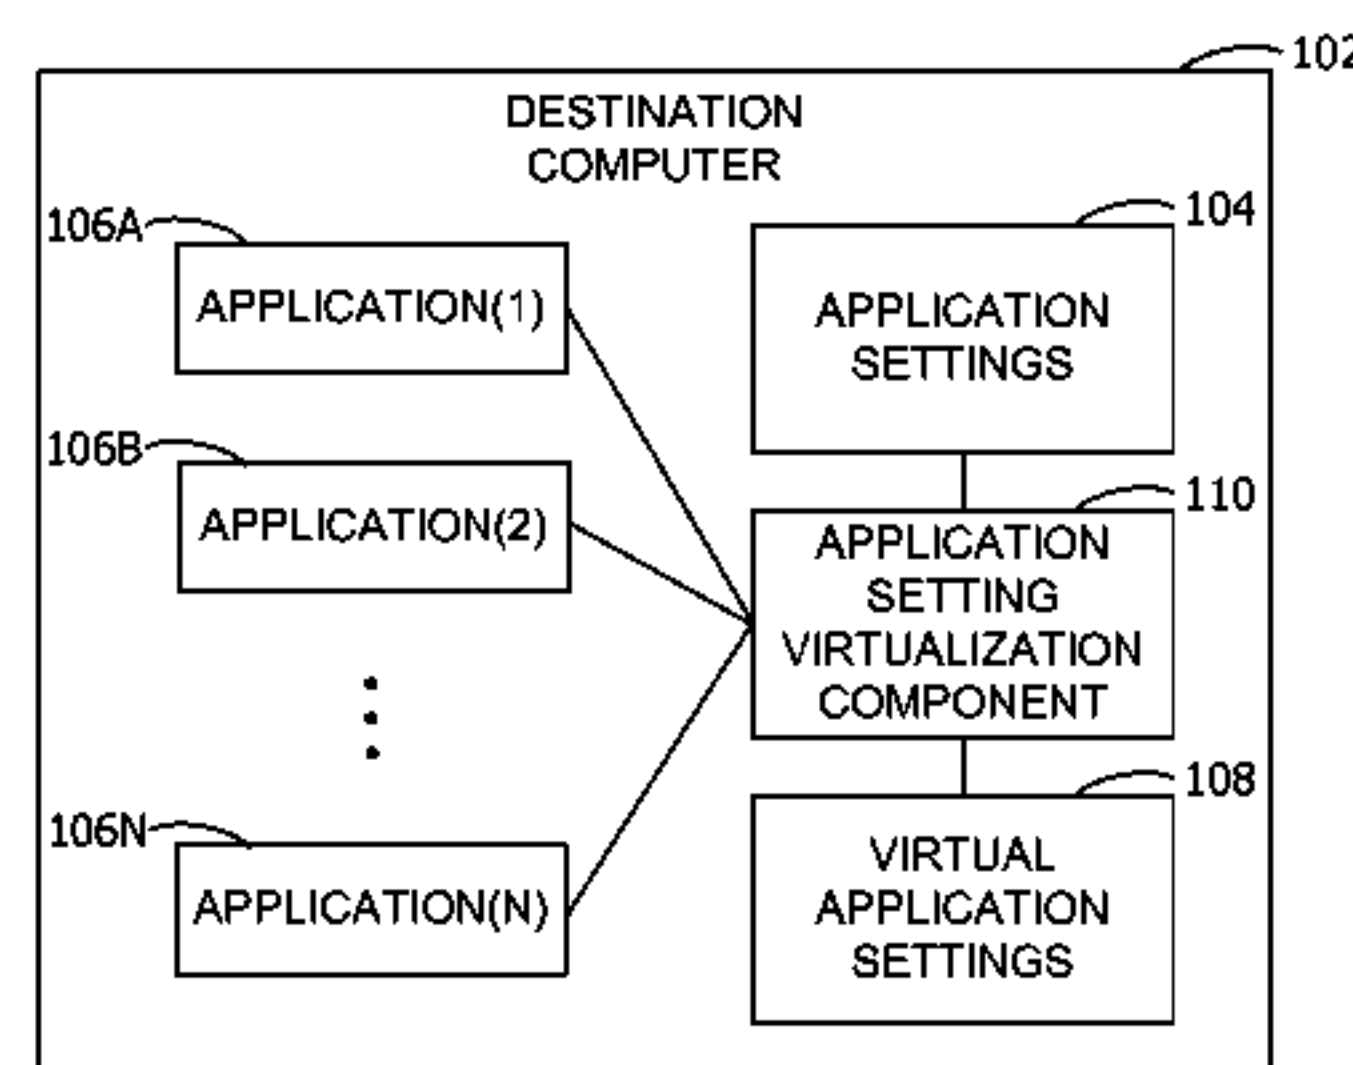 102
DESTINATION
COMPUTER
106A
APPLICATION(1)
104
APPLICATION
SETTINGS
106B
APPLICATION(2)
110
APPLICATION
SETTING
VIRTUALIZATION
COMPONENT
106N
APPLICATION(N)
108
VIRTUAL
APPLICATION
SETTINGS